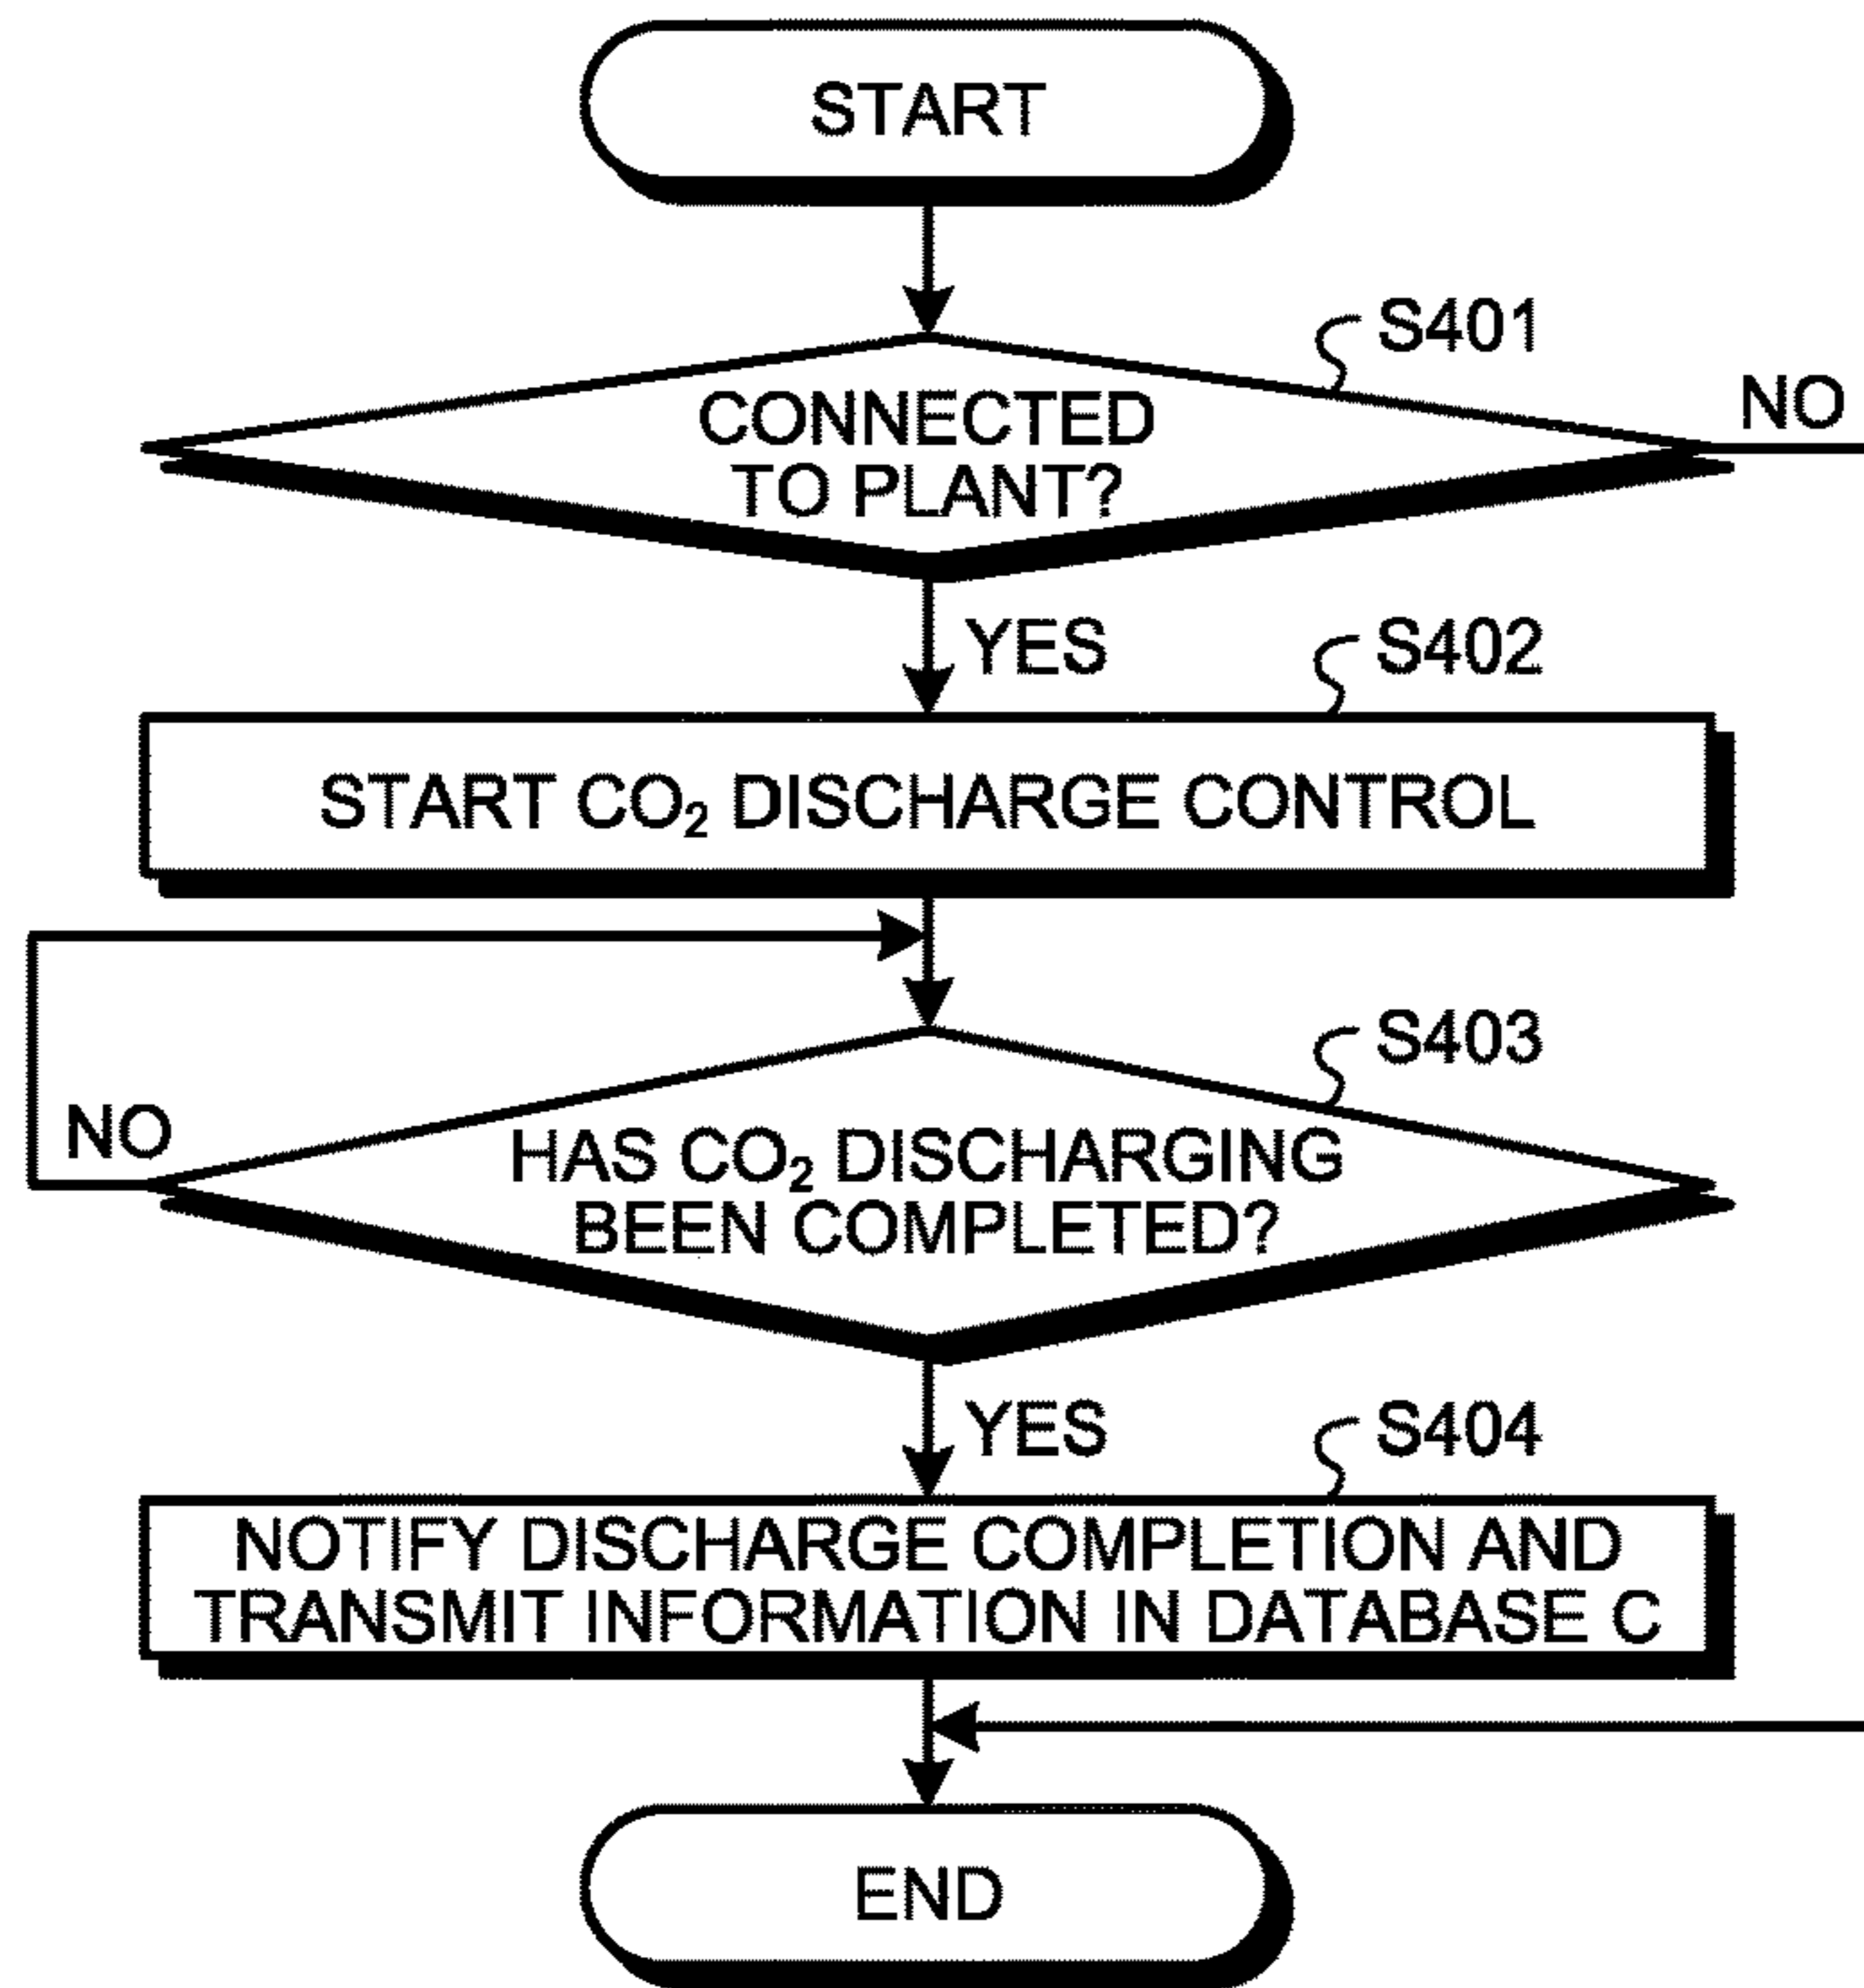 START
S401
CONNECTED
TO PLANT?
NO
YES
S402
START CO₂ DISCHARGE CONTROL
S403
HAS CO₂ DISCHARGING
BEEN COMPLETED?
NO
YES
S404
NOTIFY DISCHARGE COMPLETION AND
TRANSMIT INFORMATION IN DATABASE C
END